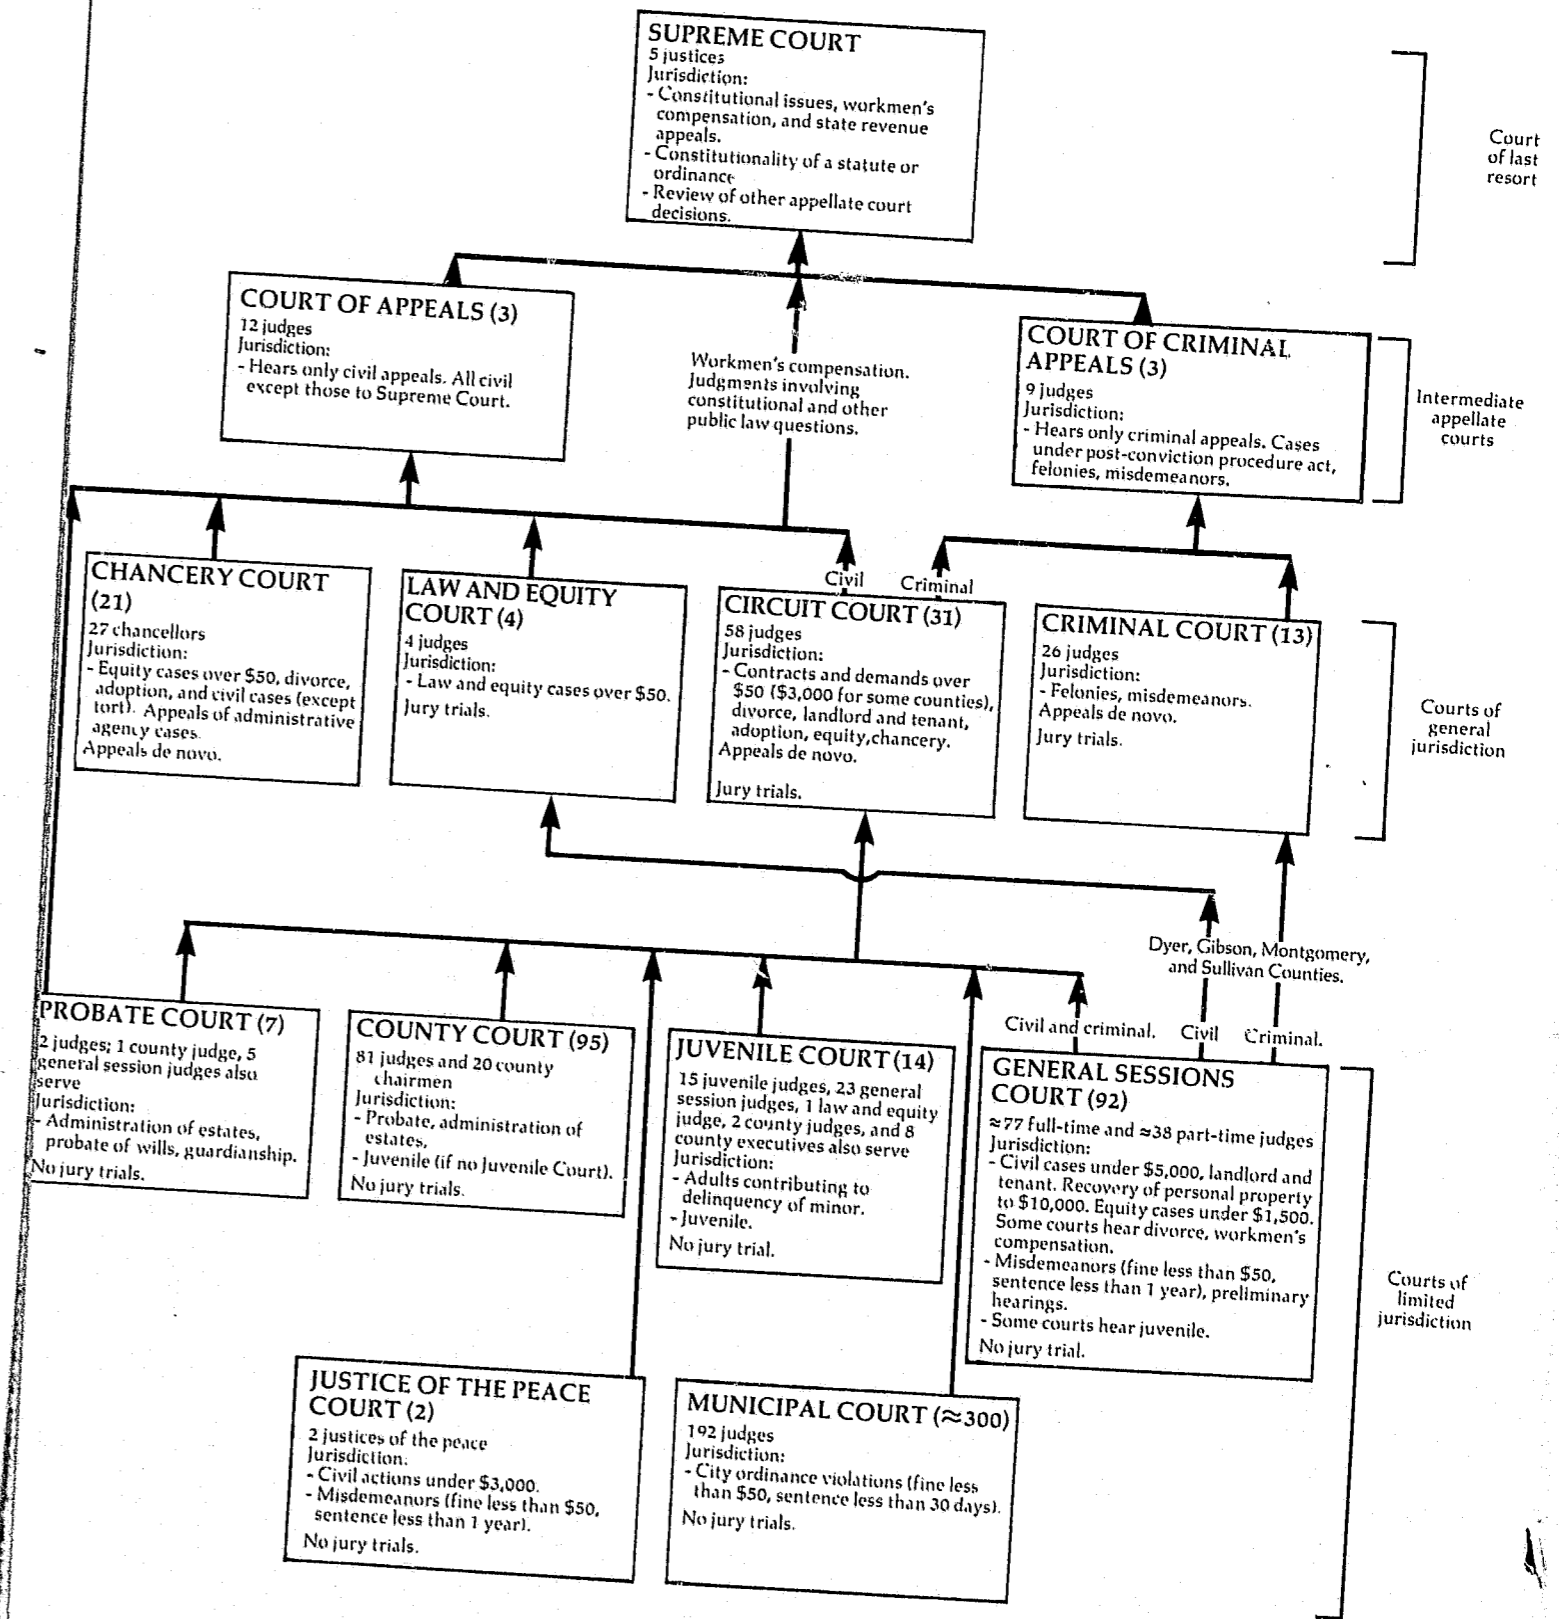 SUPREME COURT
5 justices
Jurisdiction:
- Constitutional issues, workmen's
compensation, and state revenue
appeals.
- Constitutionality of a statute or
ordinance
- Review of other appellate court
decisions.
Court
of last
resort
COURT OF APPEALS (3)
12 judges
Jurisdiction:
- Hears only civil appeals. All civil
except those to Supreme Court.
Workmen's compensation.
Judgments involving
constitutional and other
public law questions.
COURT OF CRIMINAL
APPEALS (3)
9 judges
Jurisdiction:
- Hears only criminal appeals. Cases
under post-conviction procedure act,
felonies, misdemeanors.
Intermediate
appellate
courts
CHANCERY COURT
(21)
27 chancellors
Jurisdiction:
- Equity cases over $50, divorce,
adoption, and civil cases (except
tort). Appeals of administrative
agency cases.
Appeals de novo.
LAW AND EQUITY
COURT (4)
4 judges
Jurisdiction:
- Law and equity cases over $50.
Jury trials.
Civil
Criminal
CIRCUIT COURT (31)
58 judges
Jurisdiction:
- Contracts and demands over
$50 ($3,000 for some counties),
divorce, landlord and tenant,
adoption, equity,chancery.
Appeals de novo.
Jury trials.
CRIMINAL COURT (13)
26 judges
Jurisdiction:
- Felonies, misdemeanors.
Appeals de novo.
Jury trials.
Courts of
general
jurisdiction
Dyer, Gibson, Montgomery,
and Sullivan Counties.
Civil and criminal.
Civil
Criminal.
PROBATE COURT (7)
2 judges; 1 county judge, 5
general session judges also
serve
Jurisdiction:
- Administration of estates,
probate of wills, guardianship.
No jury trials.
COUNTY COURT (95)
81 judges and 20 county
chairmen
Jurisdiction:
- Probate, administration of
estates,
- Juvenile (if no Juvenile Court).
No jury trials.
JUVENILE COURT (14)
15 juvenile judges, 23 general
session judges, 1 law and equity
judge, 2 county judges, and 8
county executives also serve
Jurisdiction:
- Adults contributing to
delinquency of minor.
- Juvenile.
No jury trial.
GENERAL SESSIONS
COURT (92)
≈77 full-time and ≈38 part-time judges
Jurisdiction:
- Civil cases under $5,000, landlord and
tenant. Recovery of personal property
to $10,000. Equity cases under $1,500.
Some courts hear divorce, workmen's
compensation.
- Misdemeanors (fine less than $50,
sentence less than 1 year), preliminary
hearings.
- Some courts hear juvenile.
No jury trial.
Courts of
limited
jurisdiction
JUSTICE OF THE PEACE
COURT (2)
2 justices of the peace
Jurisdiction:
- Civil actions under $3,000.
- Misdemeanors (fine less than $50,
sentence less than 1 year).
No jury trials.
MUNICIPAL COURT (≈300)
192 judges
Jurisdiction:
- City ordinance violations (fine less
than $50, sentence less than 30 days).
No jury trials.